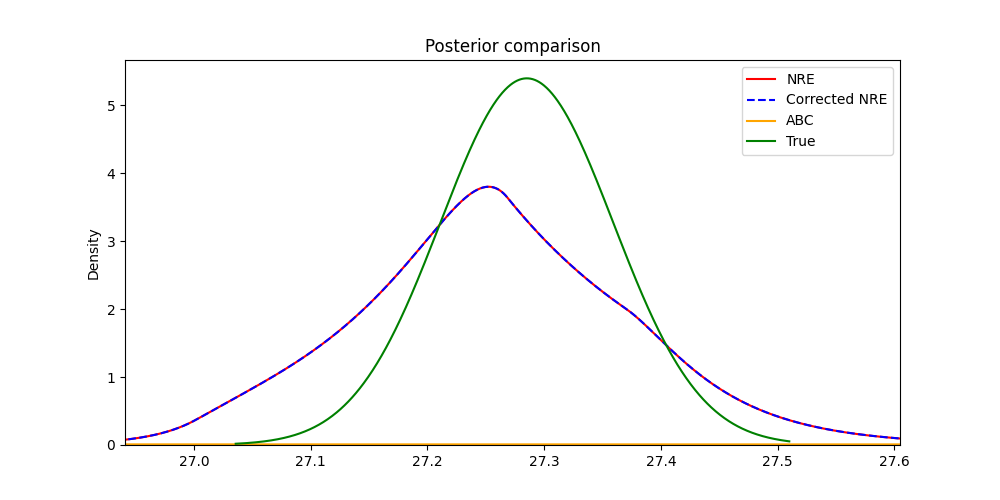 Posterior comparison
NRE
Corrected NRE
ABC
True
Density
5
4
3
2
1
0
27.0 27.1 27.2 27.3 27.4 27.5 27.6